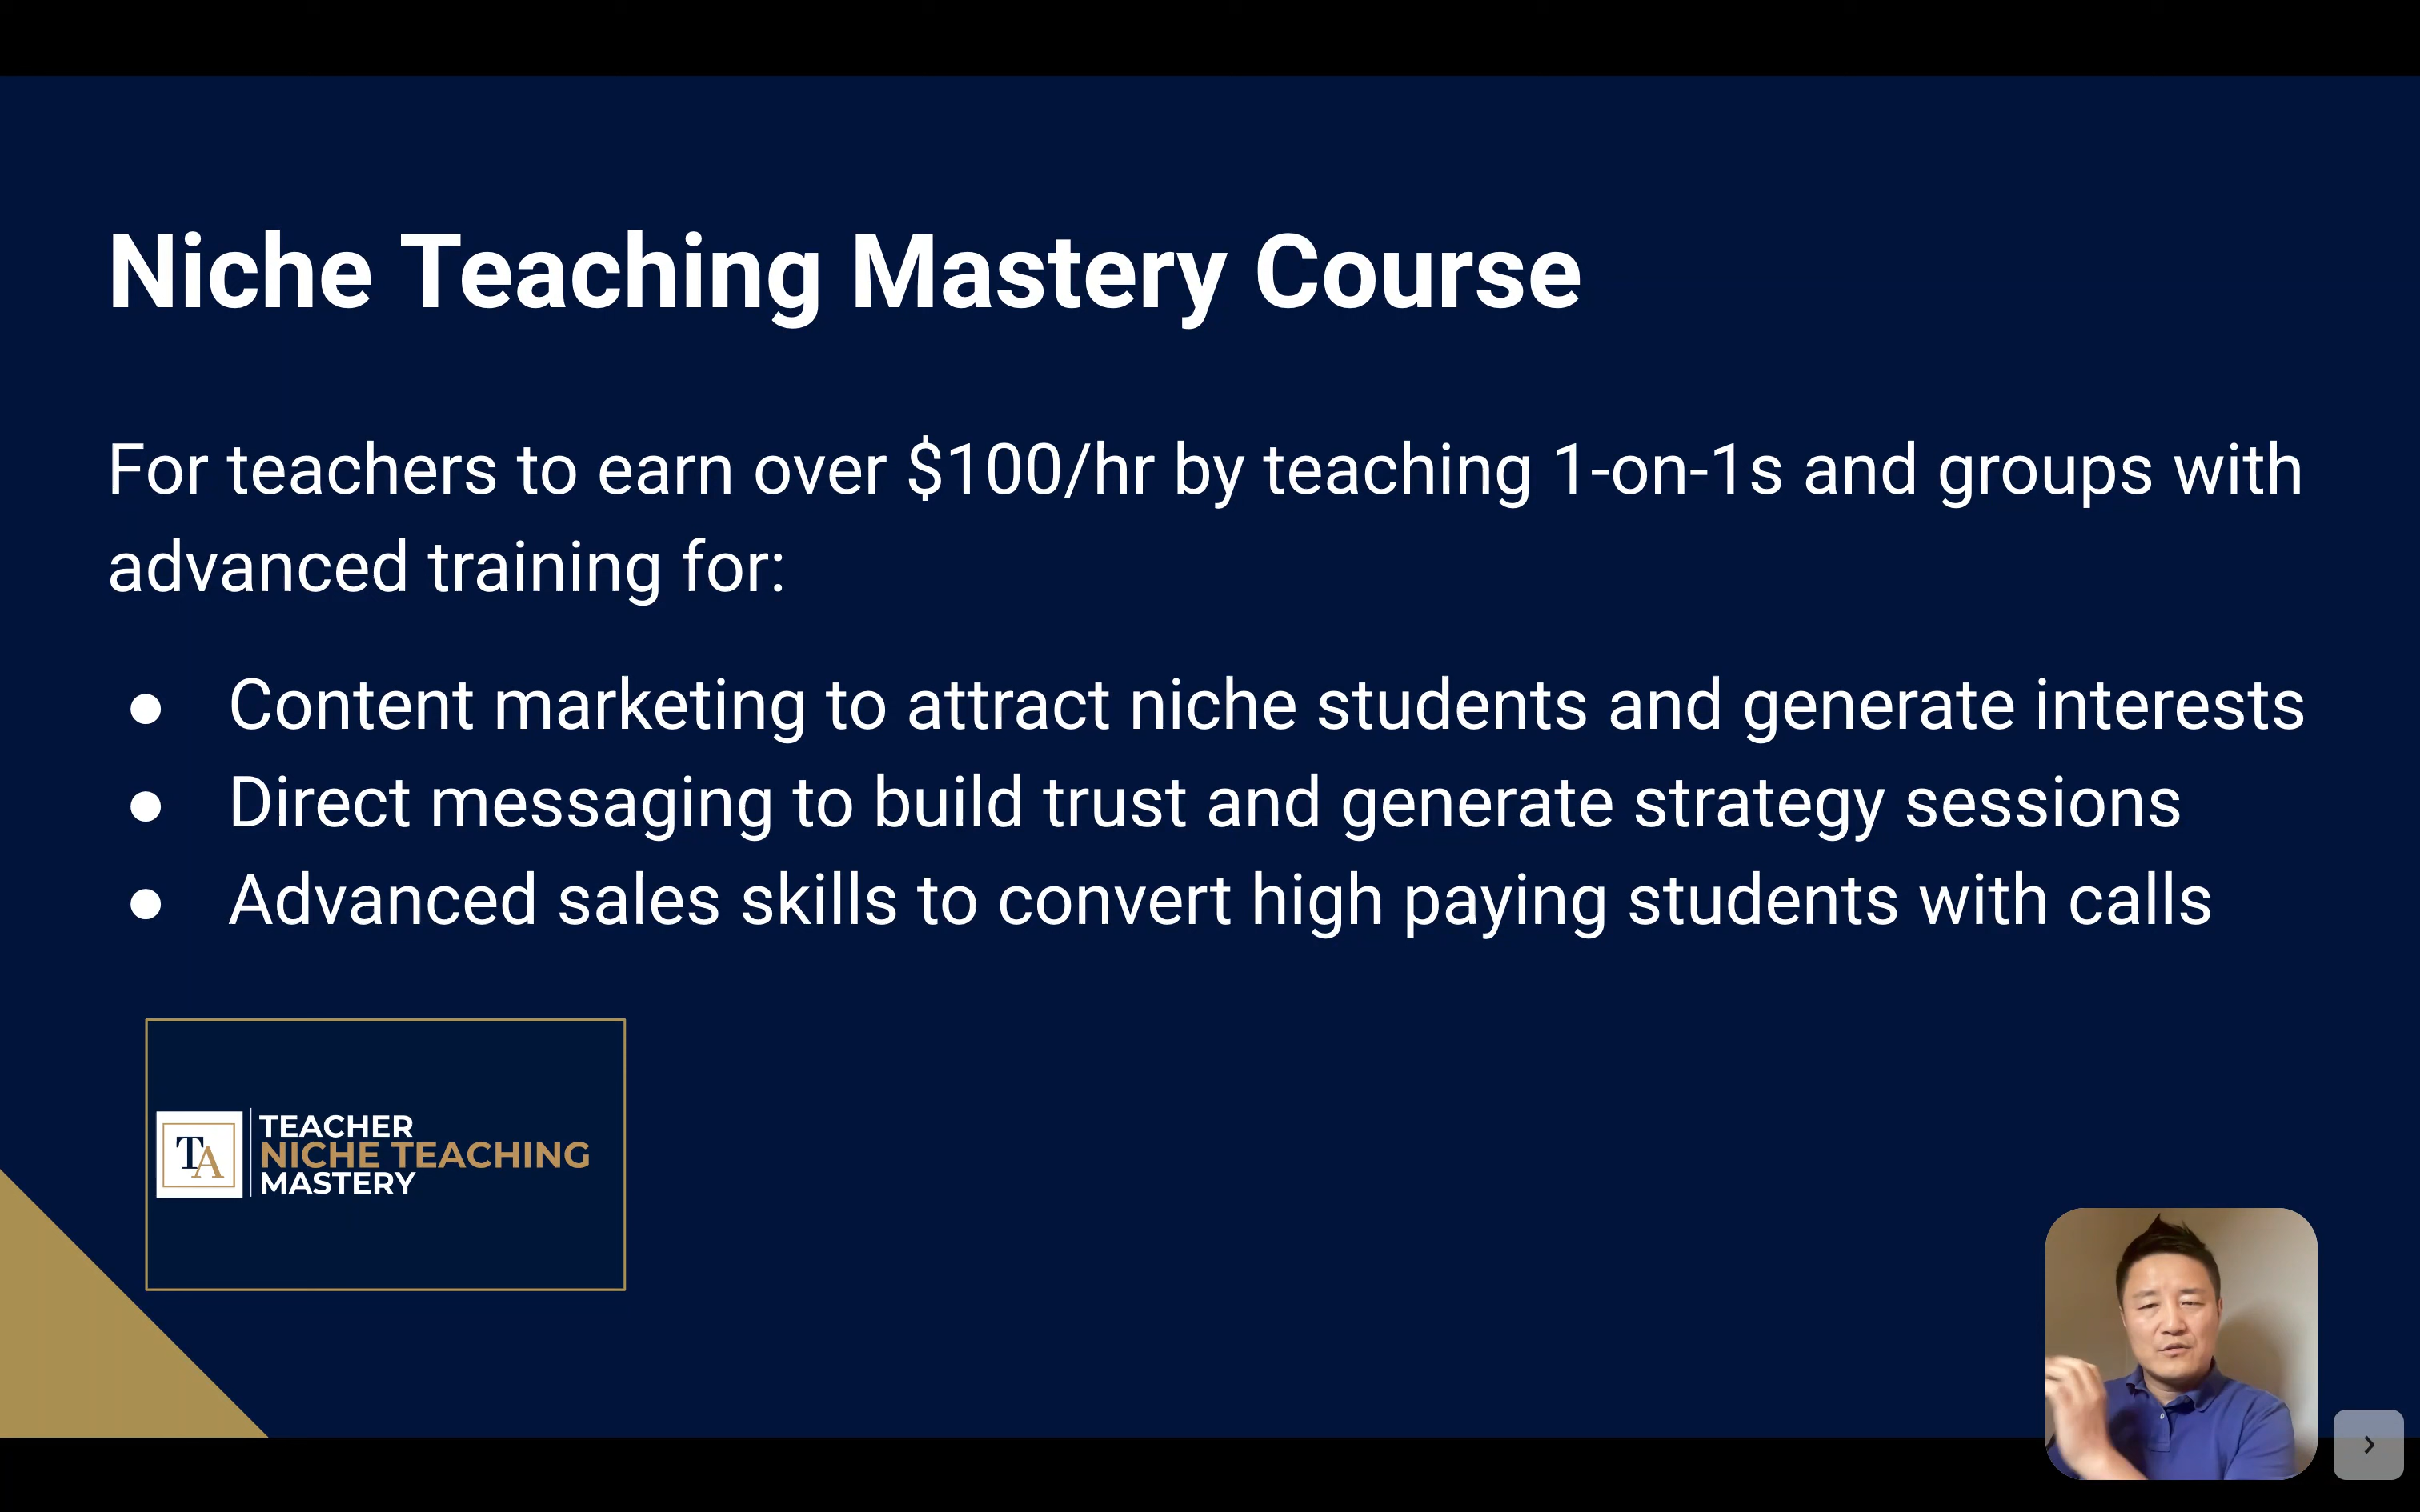 Niche Teaching Mastery Course
For teachers to earn over $100/hr by teaching 1-on-1s and groups with
advanced training for:
● Content marketing to attract niche students and generate interests
● Direct messaging to build trust and generate strategy sessions
● Advanced sales skills to convert high paying students with calls
TA
TEACHER
NICHE TEACHING
MASTERY